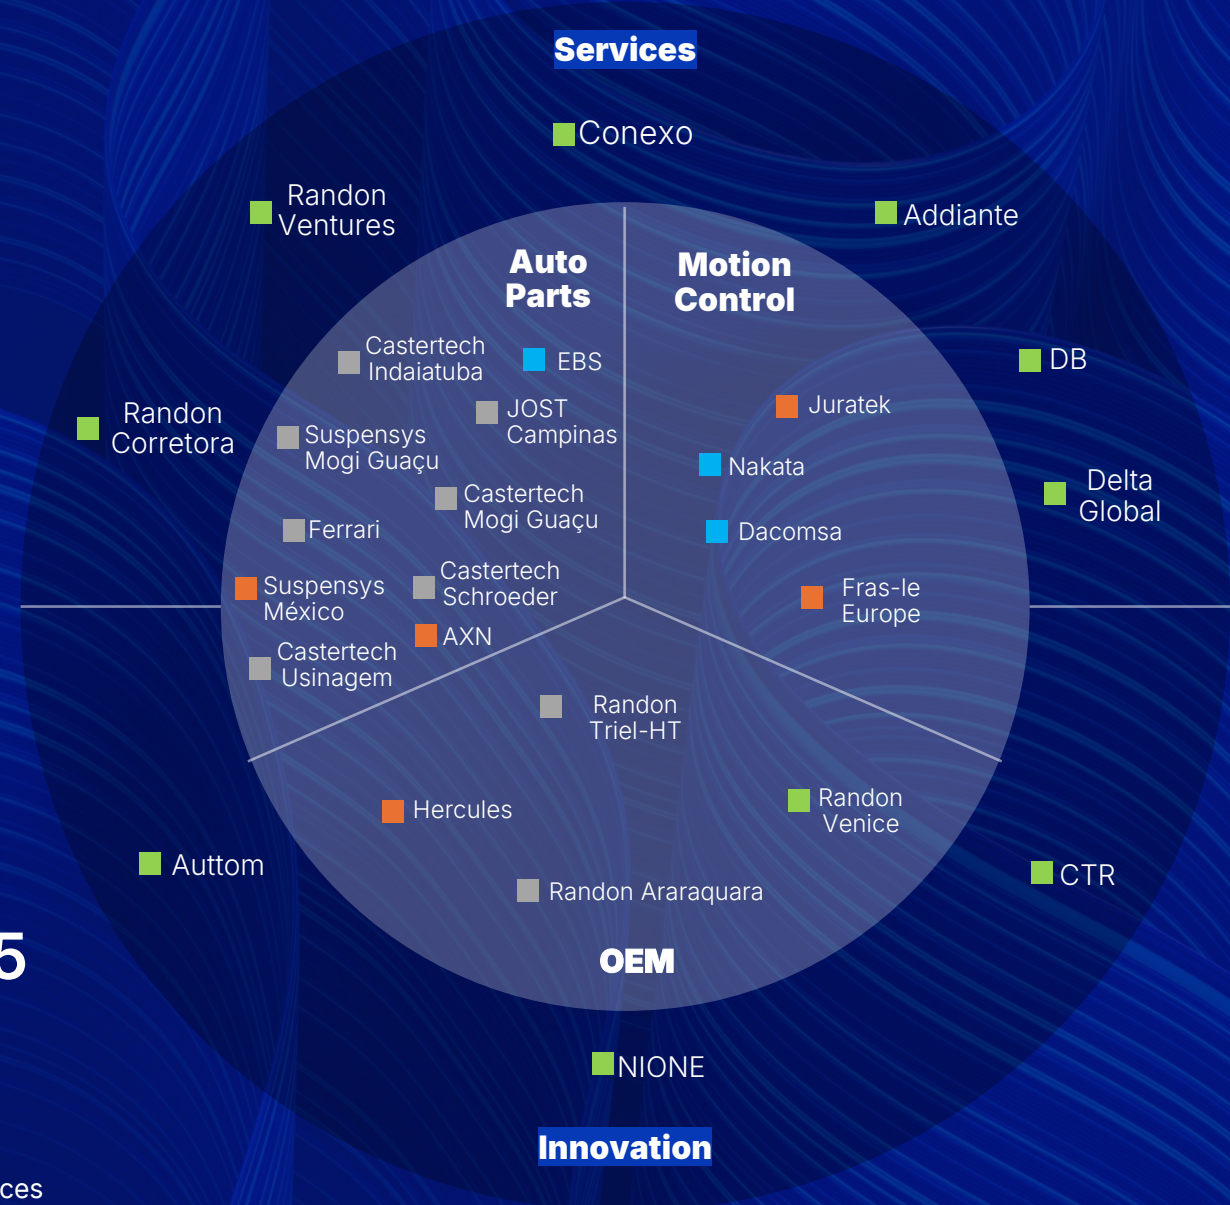 Services
Conexo
Randon
Ventures
Addiante
Auto
Parts
Motion
Control
Castertech
Indaiatuba
EBS
DB
JOST
Campinas
Juratek
Randon
Corretora
Suspensys
Mogi Guaçu
Nakata
Delta
Global
Castertech
Mogi Guaçu
Ferrari
Dacomsa
Castertech
Schroeder
Suspensys
México
Fras-le
Europe
AXN
Castertech
Usinagem
Randon
Triel-HT
Hercules
Randon
Venice
Auttom
CTR
Randon Araraquara
5
OEM
NIONE
Innovation
ces